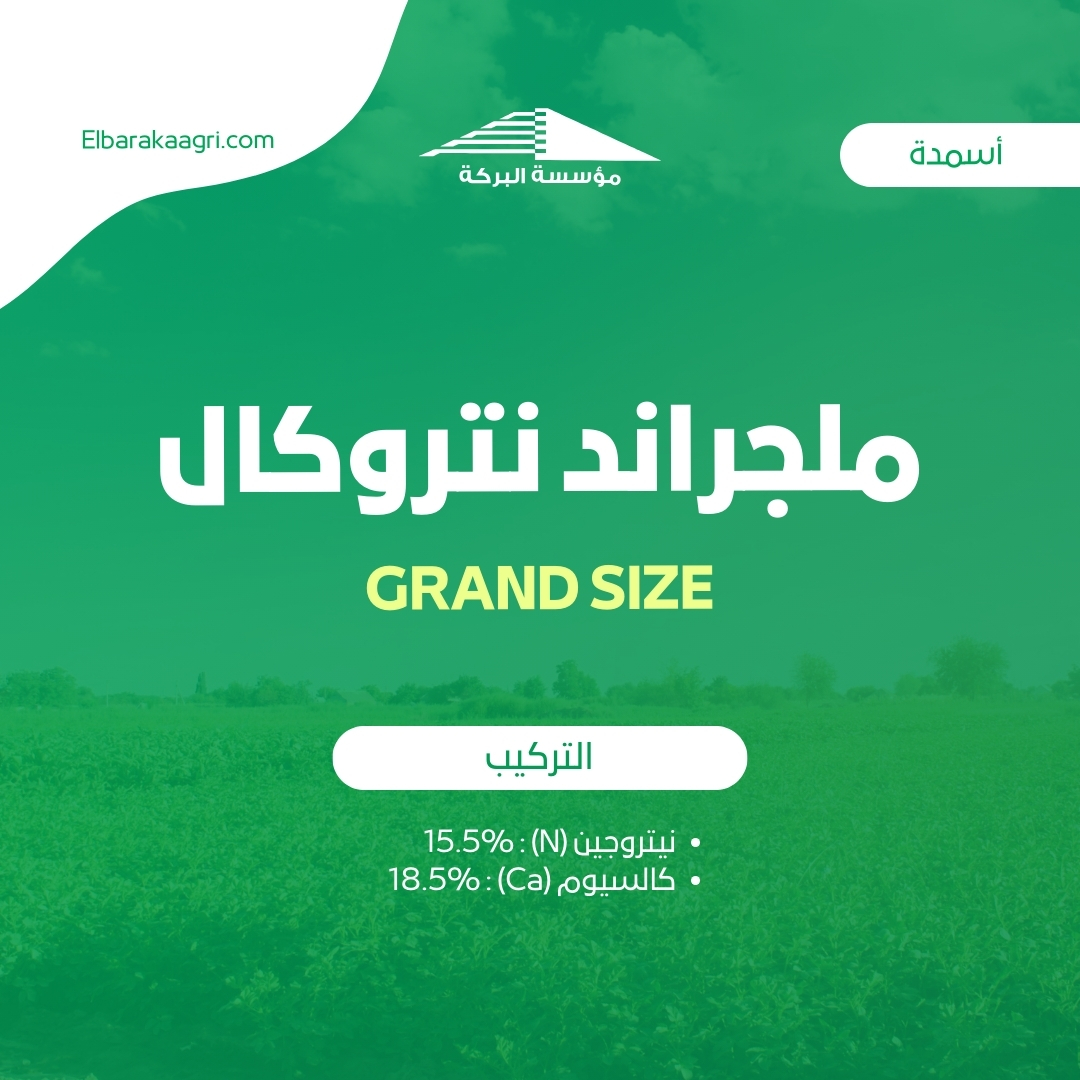 Elbarakaagri.com
مؤسسة البركة
أسمدة
ملجراند نتروكال
GRAND SIZE
التركيب
• نيتروجين (N) : 15.5%
• كالسيوم (Ca) : 18.5%